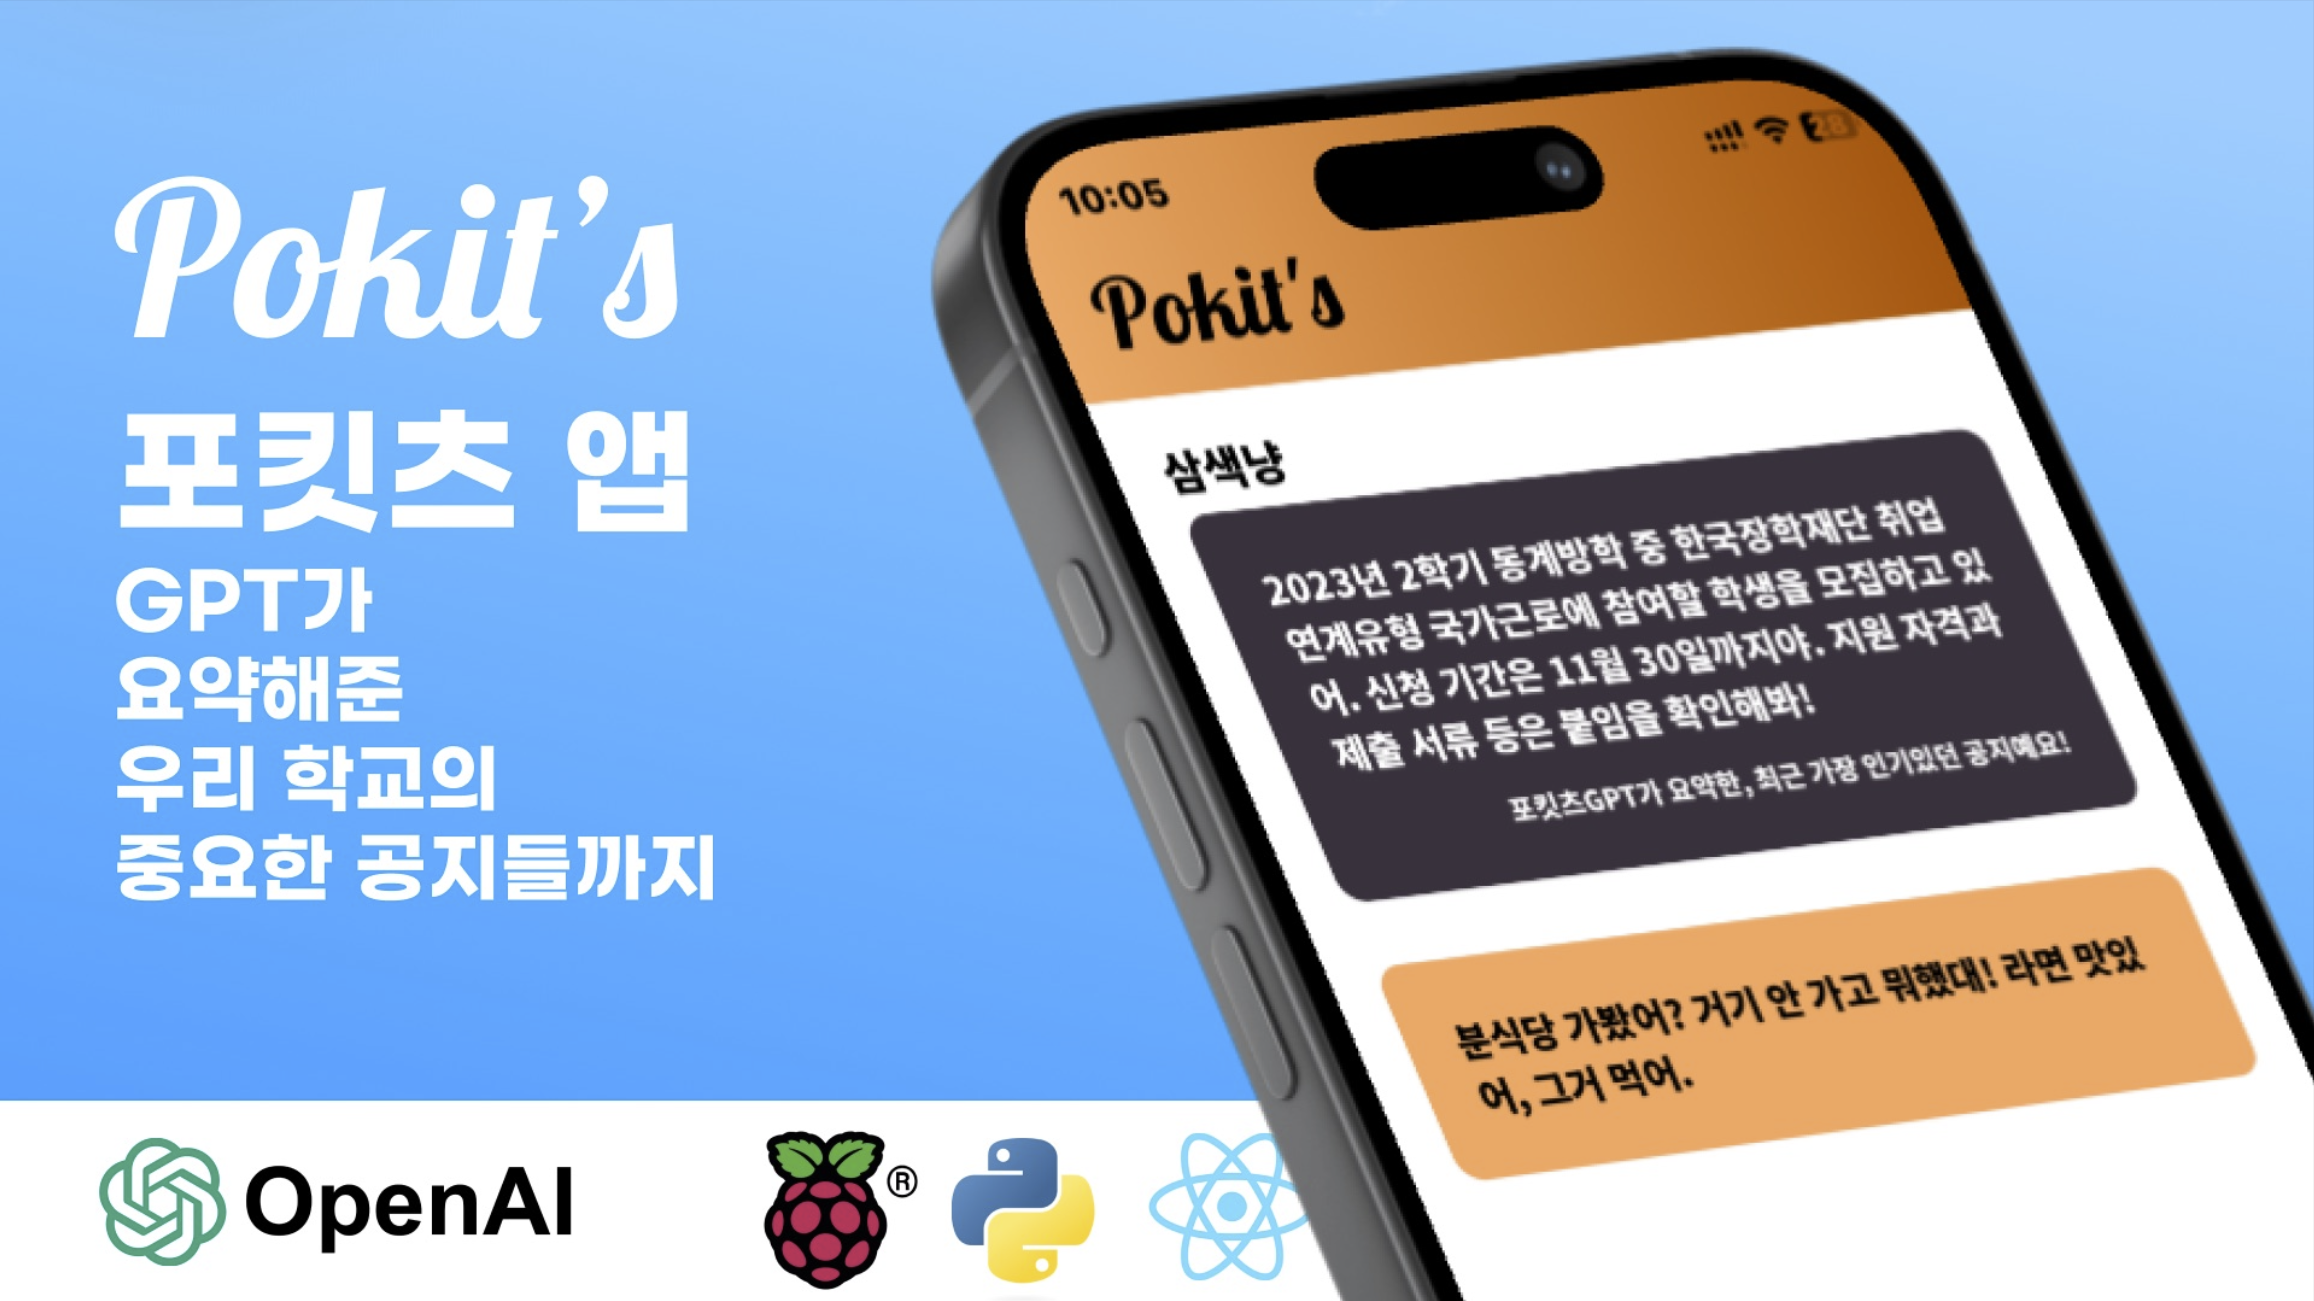 Pokit's
포킷츠 앱
GPT가
요약해준
우리 학교의
중요한 공지들까지
OpenAI
®
10:05
28
Pokit's
삼색냥
2023년 2학기 동계방학 중 한국장학재단 취업
연계유형 국가근로에 참여할 학생을 모집하고 있
어. 신청 기간은 11월 30일까지야. 지원 자격과
제출 서류 등은 붙임을 확인해봐!
포킷츠GPT가 요약한, 최근 가장 인기있던 공지예요!
분식당 가봤어? 거기 안 가고 뭐했대! 라면 맛있
어, 그거 먹어.